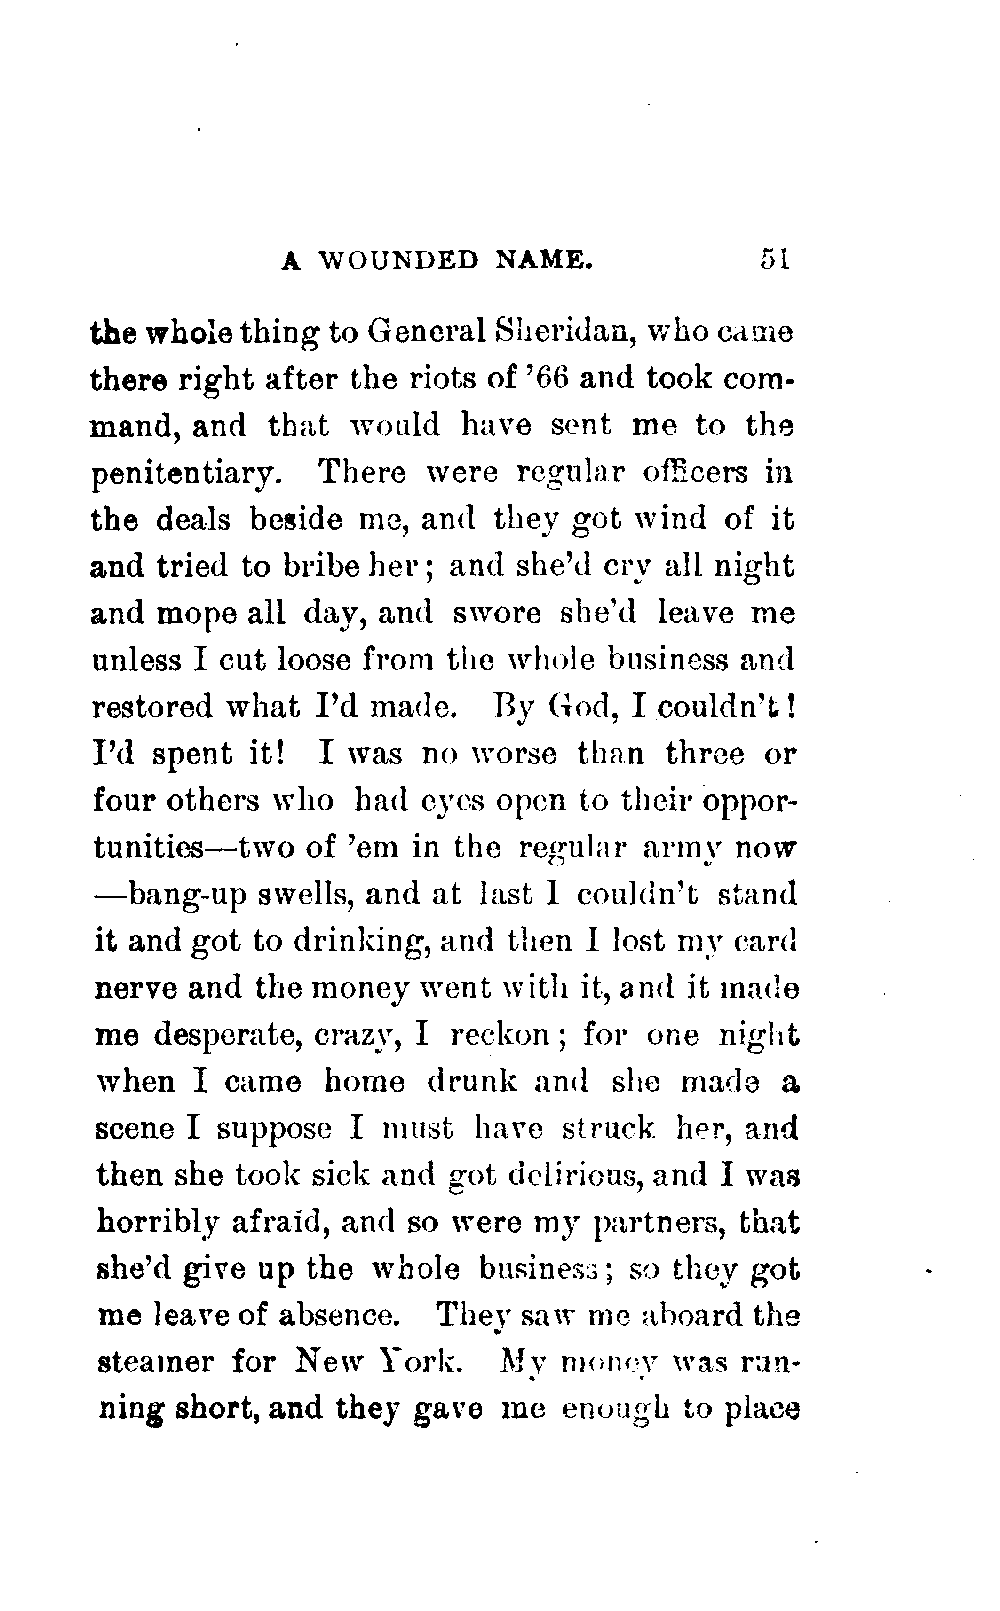 A WOUNDED NAME. 51
the whole thing to General Sheridan, who came
there right after the riots of ’66 and took com-
mand, and that would have sent me to the
penitentiary. There were regular officers in
the deals beside me, and they got wind of it
and tried to bribe her; and she’d cry all night
and mope all day, and swore she’d leave me
unless I cut loose from the whole business and
restored what I’d made. By God, I couldn’t!
I’d spent it! I was no worse than three or
four others who had eyes open to their oppor-
tunities—two of ’em in the regular army now
—bang-up swells, and at last I couldn’t stand
it and got to drinking, and then I lost my card
nerve and the money went with it, and it made
me desperate, crazy, I reckon; for one night
when I came home drunk and she made a
scene I suppose I must have struck her, and
then she took sick and got delirious, and I was
horribly afraid, and so were my partners, that
she’d give up the whole business; so they got
me leave of absence. They saw me aboard the
steamer for New York. My money was run-
ning short, and they gave me enough to place